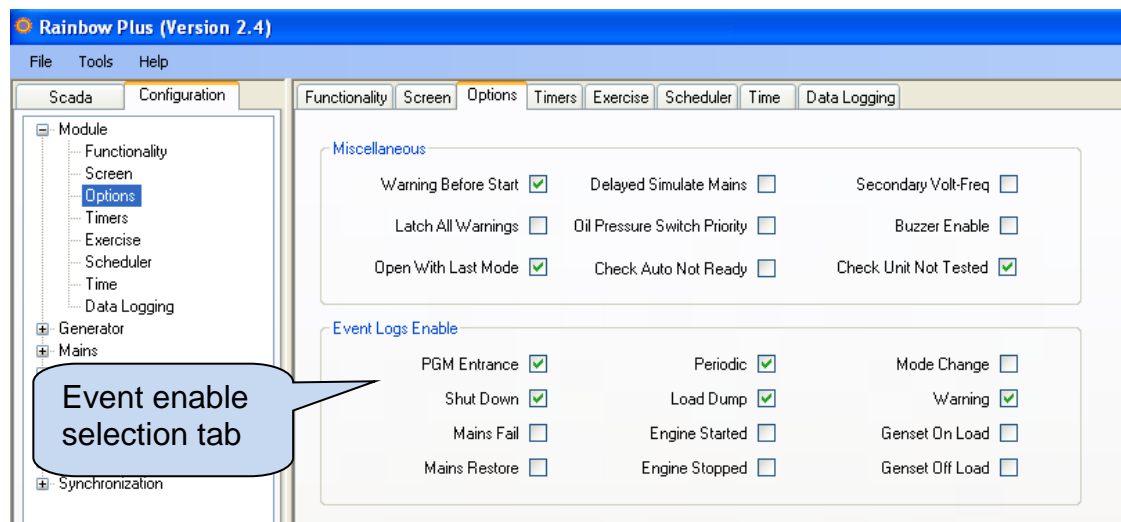 Rainbow Plus (Version 2.4)
File Tools Help
Scada Configuration
Module
Functionality
Screen
Options
Timers
Exercise
Scheduler
Time
Data Logging
Generator
Mains
Synchronization
Event enable
selection tab
Functionality Screen Options Timers Exercise Scheduler Time Data Logging
Miscellaneous
Warning Before Start Delayed Simulate Mains Secondary Volt-Freq
Latch All Warnings Oil Pressure Switch Priority Buzzer Enable
Open With Last Mode Check Auto Not Ready Check Unit Not Tested
Event Logs Enable
PGM Entrance Periodic Mode Change
Shut Down Load Dump Warning
Mains Fail Engine Started Genset On Load
Mains Restore Engine Stopped Genset Off Load